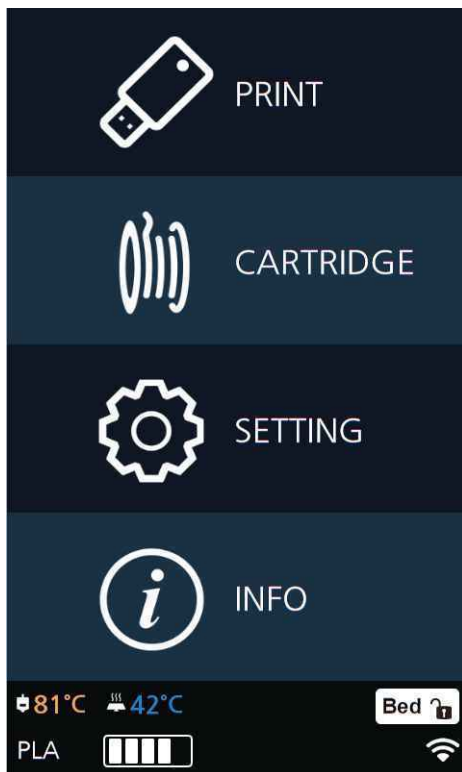 PRINT
CARTRIDGE
SETTING
INFO
81°C 42°C Bed
PLA